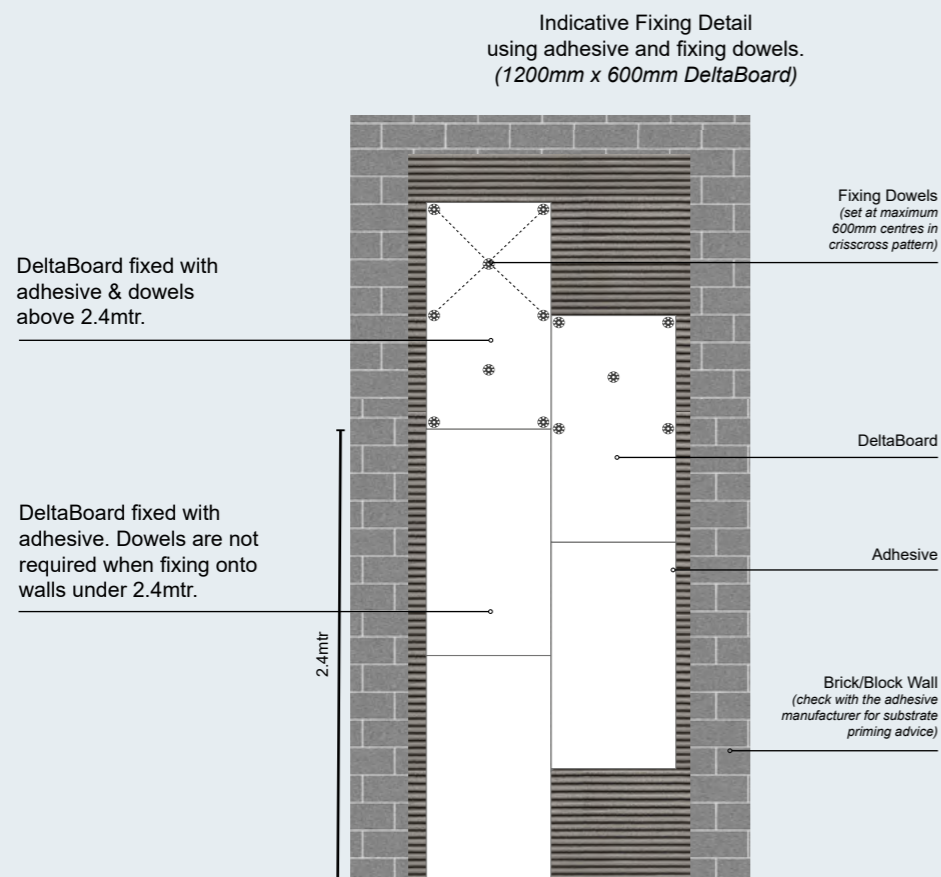 Indicative Fixing Detail
using adhesive and fixing dowels.
(1200mm x 600mm DeltaBoard)
Fixing Dowels
(set at maximum
600mm centres in
crisscross pattern)
DeltaBoard fixed with
adhesive & dowels
above 2.4mtr.
DeltaBoard
DeltaBoard fixed with
adhesive. Dowels are not
required when fixing onto
walls under 2.4mtr.
Adhesive
2.4mtr
Brick/Block Wall
(check with the adhesive
manufacturer for substrate
priming advice)